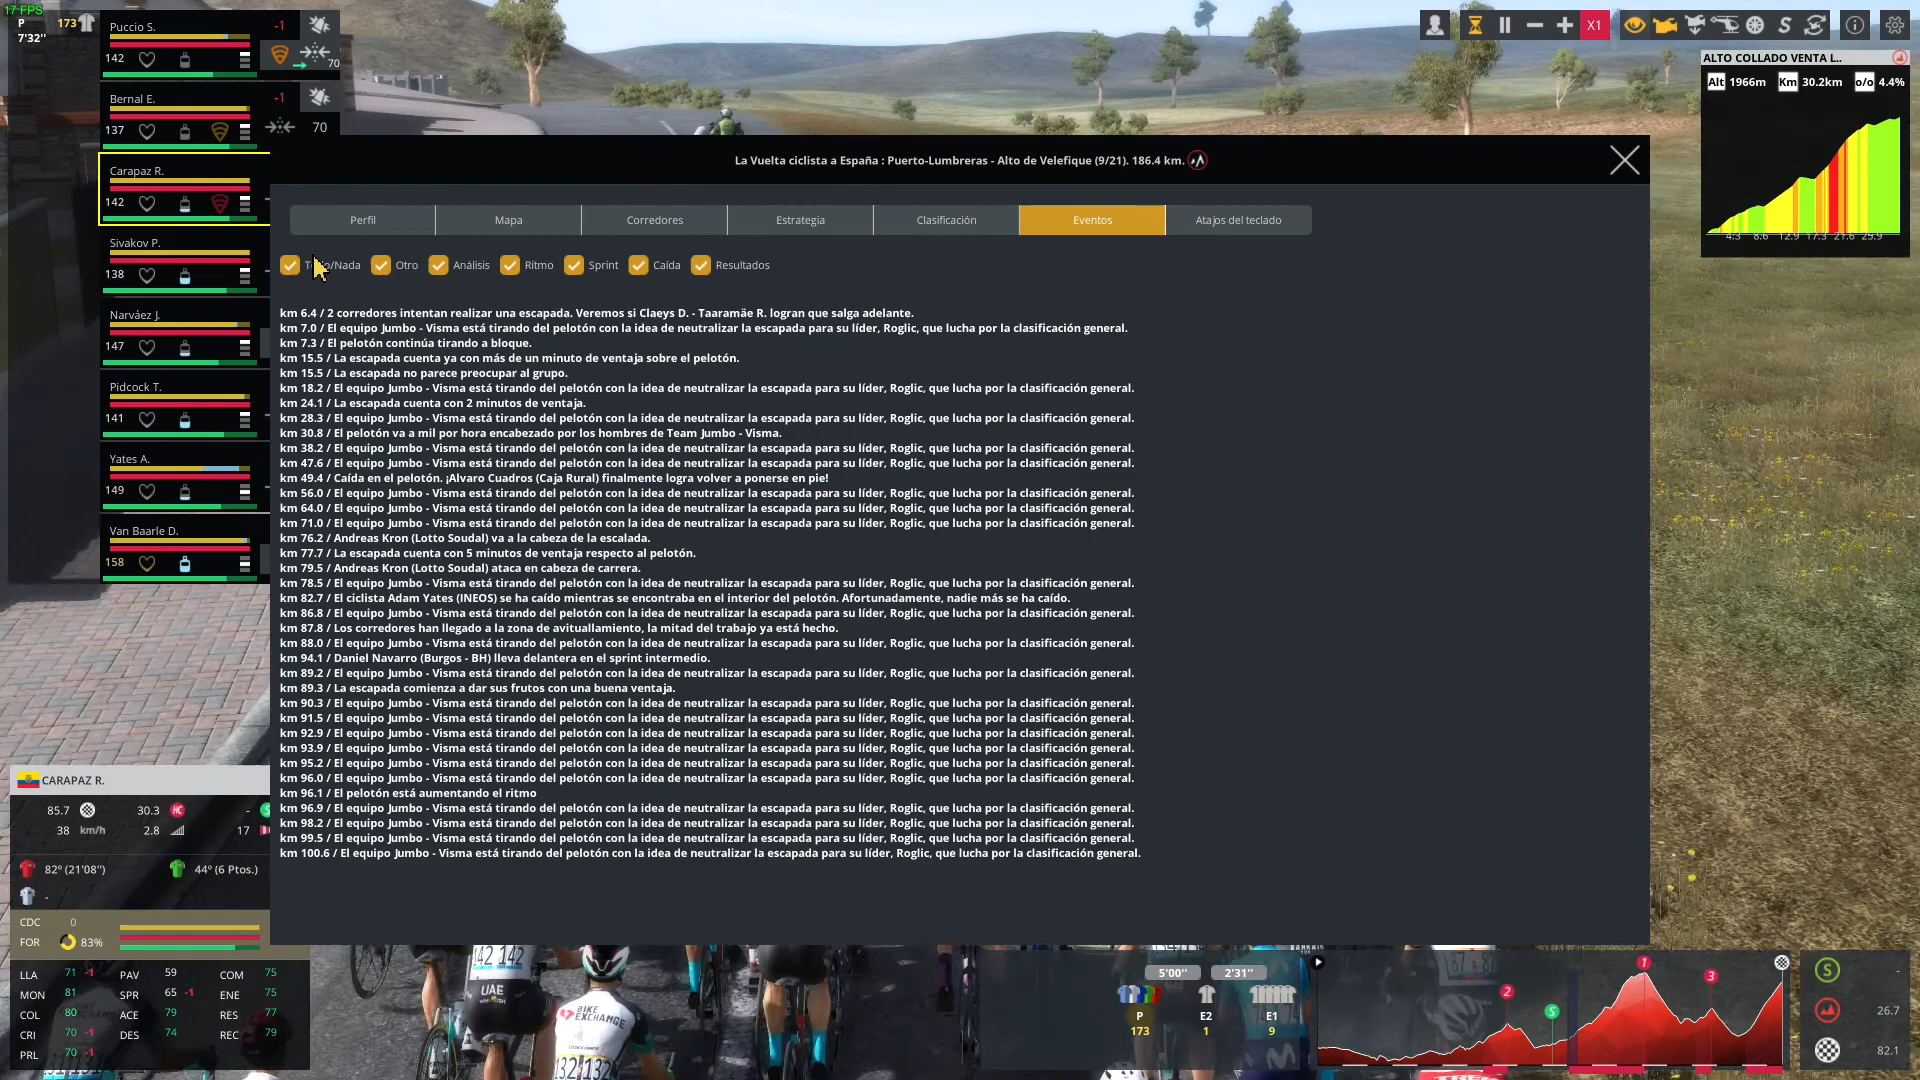 17 FPS
P 173
7'32''
Puccio S. -1
142
70
Bernal E. -1
137 70
Carapaz R.
142
Sivakov P.
138
Narváez J.
147
Pidcock T.
141
Yates A.
149
Van Baarle D.
158
X1
ALTO COLLADO VENTA L..
Alt 1966m Km 30.2km o/o 4.4%
4.3 8.6 12.9 17.3 21.6 25.9
La Vuelta ciclista a España : Puerto-Lumbreras - Alto de Velefique (9/21). 186.4 km.
Perfil Mapa Corredores Estrategia Clasificación Eventos Atajos del teclado
/Nada Otro Análisis Ritmo Sprint Caída Resultados
km 6.4 / 2 corredores intentan realizar una escapada. Veremos si Claeys D. - Taaramäe R. logran que salga adelante.
km 7.0 / El equipo Jumbo - Visma está tirando del pelotón con la idea de neutralizar la escapada para su líder, Roglic, que lucha por la clasificación general.
km 7.3 / El pelotón continúa tirando a bloque.
km 15.5 / La escapada cuenta ya con más de un minuto de ventaja sobre el pelotón.
km 15.5 / La escapada no parece preocupar al grupo.
km 18.2 / El equipo Jumbo - Visma está tirando del pelotón con la idea de neutralizar la escapada para su líder, Roglic, que lucha por la clasificación general.
km 24.1 / La escapada cuenta con 2 minutos de ventaja.
km 28.3 / El equipo Jumbo - Visma está tirando del pelotón con la idea de neutralizar la escapada para su líder, Roglic, que lucha por la clasificación general.
km 30.8 / El pelotón va a mil por hora encabezado por los hombres de Team Jumbo - Visma.
km 38.2 / El equipo Jumbo - Visma está tirando del pelotón con la idea de neutralizar la escapada para su líder, Roglic, que lucha por la clasificación general.
km 47.6 / El equipo Jumbo - Visma está tirando del pelotón con la idea de neutralizar la escapada para su líder, Roglic, que lucha por la clasificación general.
km 49.4 / Caída en el pelotón. ¡Alvaro Cuadros (Caja Rural) finalmente logra volver a ponerse en pie!
km 56.0 / El equipo Jumbo - Visma está tirando del pelotón con la idea de neutralizar la escapada para su líder, Roglic, que lucha por la clasificación general.
km 64.0 / El equipo Jumbo - Visma está tirando del pelotón con la idea de neutralizar la escapada para su líder, Roglic, que lucha por la clasificación general.
km 71.0 / El equipo Jumbo - Visma está tirando del pelotón con la idea de neutralizar la escapada para su líder, Roglic, que lucha por la clasificación general.
km 76.2 / Andreas Kron (Lotto Soudal) va a la cabeza de la escalada.
km 77.7 / La escapada cuenta con 5 minutos de ventaja respecto al pelotón.
km 79.5 / Andreas Kron (Lotto Soudal) ataca en cabeza de carrera.
km 78.5 / El equipo Jumbo - Visma está tirando del pelotón con la idea de neutralizar la escapada para su líder, Roglic, que lucha por la clasificación general.
km 82.7 / El ciclista Adam Yates (INEOS) se ha caído mientras se encontraba en el interior del pelotón. Afortunadamente, nadie más se ha caído.
km 86.8 / El equipo Jumbo - Visma está tirando del pelotón con la idea de neutralizar la escapada para su líder, Roglic, que lucha por la clasificación general.
km 87.8 / Los corredores han llegado a la zona de avituallamiento, la mitad del trabajo ya está hecho.
km 88.0 / El equipo Jumbo - Visma está tirando del pelotón con la idea de neutralizar la escapada para su líder, Roglic, que lucha por la clasificación general.
km 94.1 / Daniel Navarro (Burgos - BH) lleva delantera en el sprint intermedio.
km 89.2 / El equipo Jumbo - Visma está tirando del pelotón con la idea de neutralizar la escapada para su líder, Roglic, que lucha por la clasificación general.
km 89.3 / La escapada comienza a dar sus frutos con una buena ventaja.
km 90.3 / El equipo Jumbo - Visma está tirando del pelotón con la idea de neutralizar la escapada para su líder, Roglic, que lucha por la clasificación general.
km 91.5 / El equipo Jumbo - Visma está tirando del pelotón con la idea de neutralizar la escapada para su líder, Roglic, que lucha por la clasificación general.
km 92.9 / El equipo Jumbo - Visma está tirando del pelotón con la idea de neutralizar la escapada para su líder, Roglic, que lucha por la clasificación general.
km 93.9 / El equipo Jumbo - Visma está tirando del pelotón con la idea de neutralizar la escapada para su líder, Roglic, que lucha por la clasificación general.
km 95.2 / El equipo Jumbo - Visma está tirando del pelotón con la idea de neutralizar la escapada para su líder, Roglic, que lucha por la clasificación general.
km 96.0 / El equipo Jumbo - Visma está tirando del pelotón con la idea de neutralizar la escapada para su líder, Roglic, que lucha por la clasificación general.
km 96.1 / El pelotón está aumentando el ritmo
km 96.9 / El equipo Jumbo - Visma está tirando del pelotón con la idea de neutralizar la escapada para su líder, Roglic, que lucha por la clasificación general.
km 98.2 / El equipo Jumbo - Visma está tirando del pelotón con la idea de neutralizar la escapada para su líder, Roglic, que lucha por la clasificación general.
km 99.5 / El equipo Jumbo - Visma está tirando del pelotón con la idea de neutralizar la escapada para su líder, Roglic, que lucha por la clasificación general.
km 100.6 / El equipo Jumbo - Visma está tirando del pelotón con la idea de neutralizar la escapada para su líder, Roglic, que lucha por la clasificación general.
CARAPAZ R.
85.7 30.3 HC - S
38 km/h 2.8 17
82º (21'08'') 44º (6 Ptos.)
-
CDC 0
FOR 83%
LLA 71 -1 PAV 59 COM 75
MON 81 SPR 65 -1 ENE 75
COL 80 ACE 79 RES 77
CRI 70 -1 DES 74 REC 79
PRL 70 -1
142 142
UAE
BIKE EXCHANGE
132 132
5'00'' 2'31''
P E2 E1
173 1 9
2 S 1 3
S -
26.7
82.1